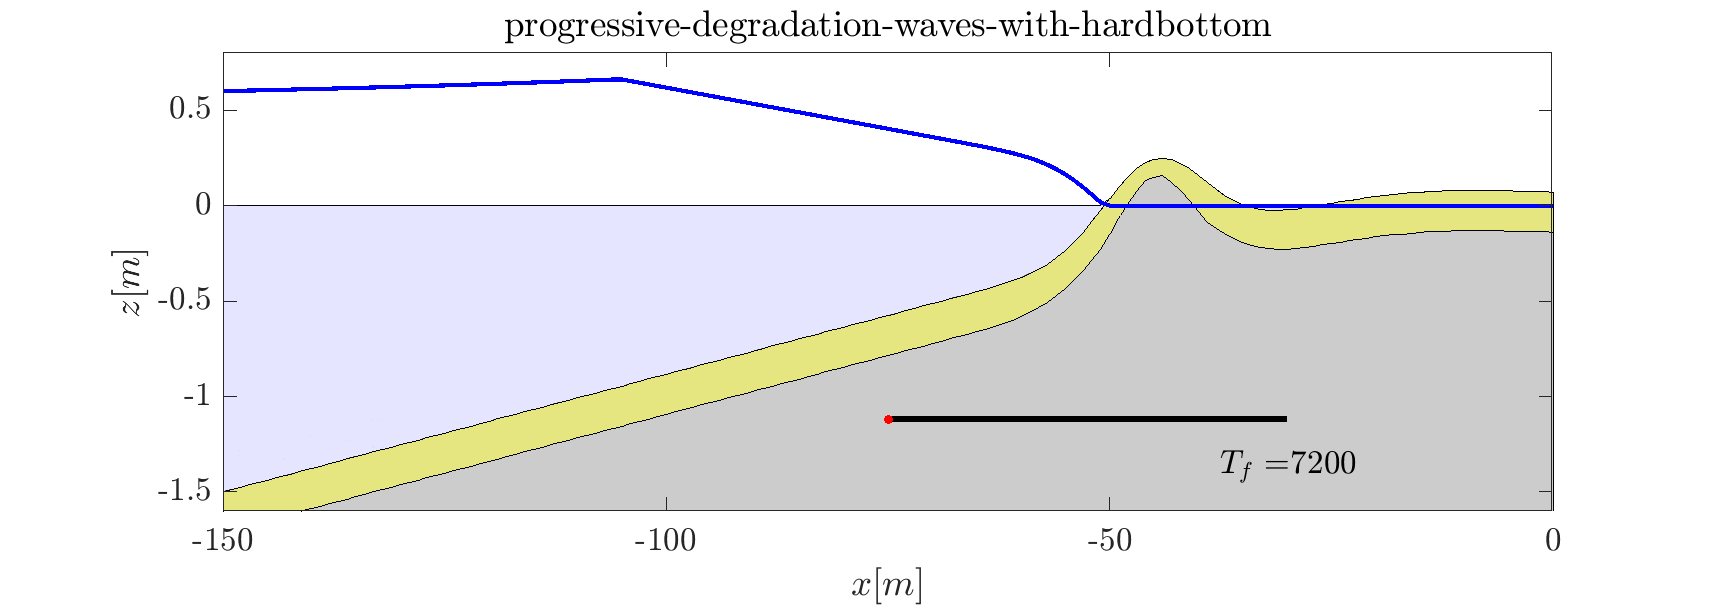 progressive-degradation-waves-with-hardbottom
0.5
0
-0.5
-1
-1.5
z[m]
T_f =7200
-150
-100
-50
0
x[m]